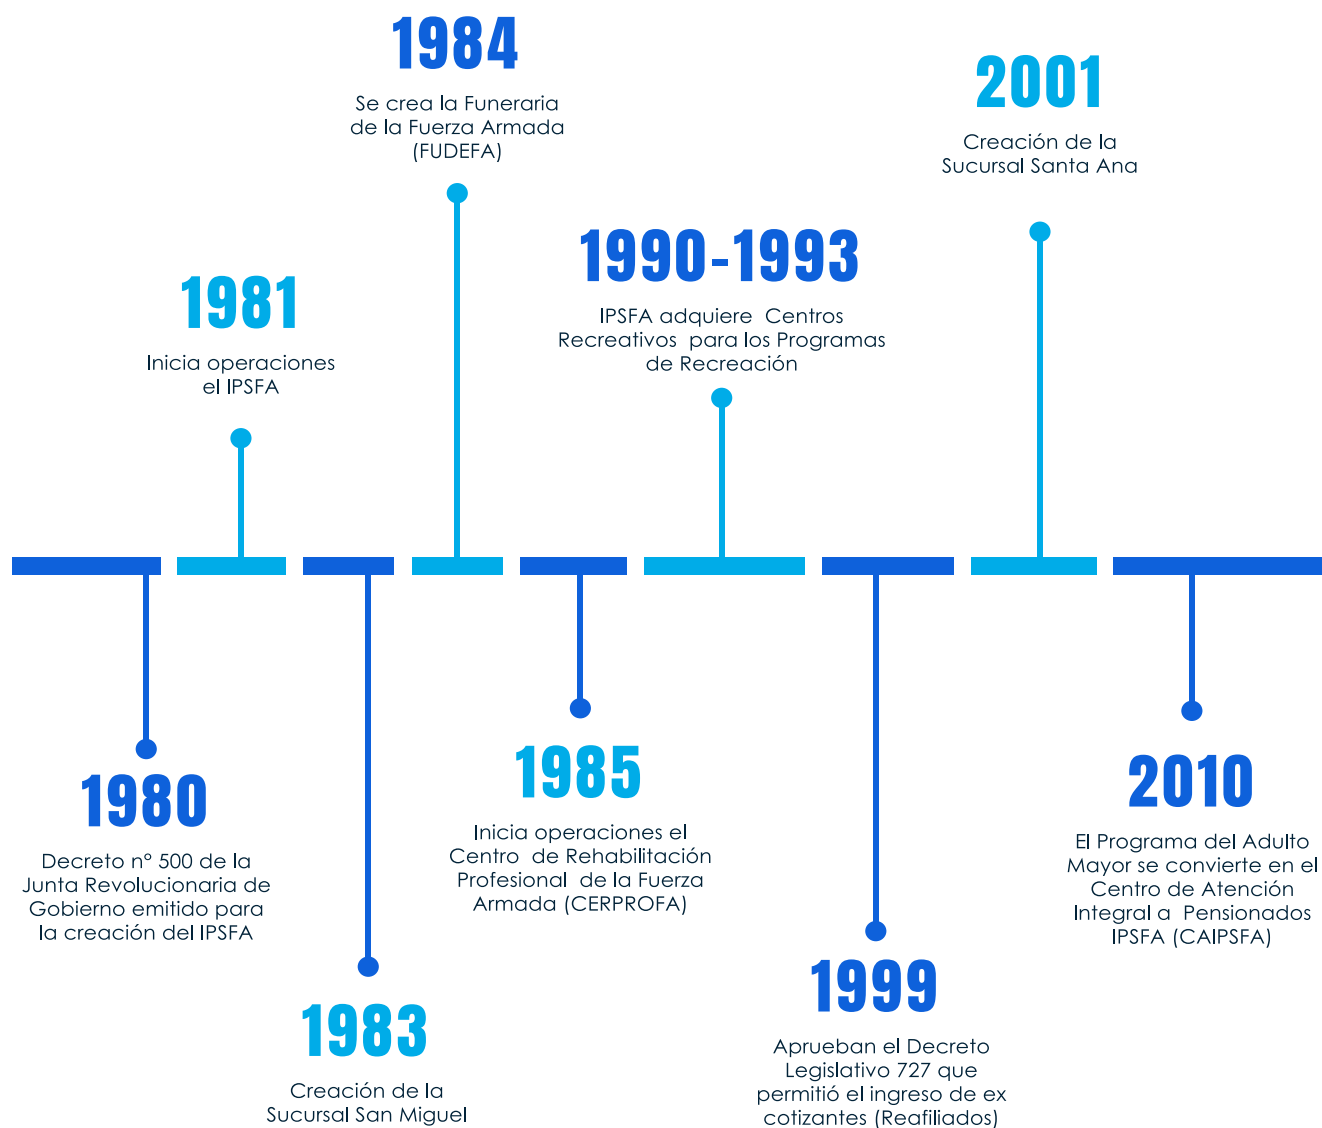 1984
Se crea la Funeraria
de la Fuerza Armada
(FUDEFA)
2001
Creación de la
Sucursal Santa Ana
1990-1993
IPSFA adquiere Centros
Recreativos para los Programas
de Recreación
1981
Inicia operaciones
el IPSFA
1980
Decreto n° 500 de la
Junta Revolucionaria de
Gobierno emitido para
la creación del IPSFA
1985
Inicia operaciones el
Centro de Rehabilitación
Profesional de la Fuerza
Armada (CERPROFA)
2010
El Programa del Adulto
Mayor se convierte en el
Centro de Atención
Integral a Pensionados
IPSFA (CAIPSFA)
1983
Creación de la
Sucursal San Miguel
1999
Aprueban el Decreto
Legislativo 727 que
permitió el ingreso de ex
cotizantes (Reafiliados)